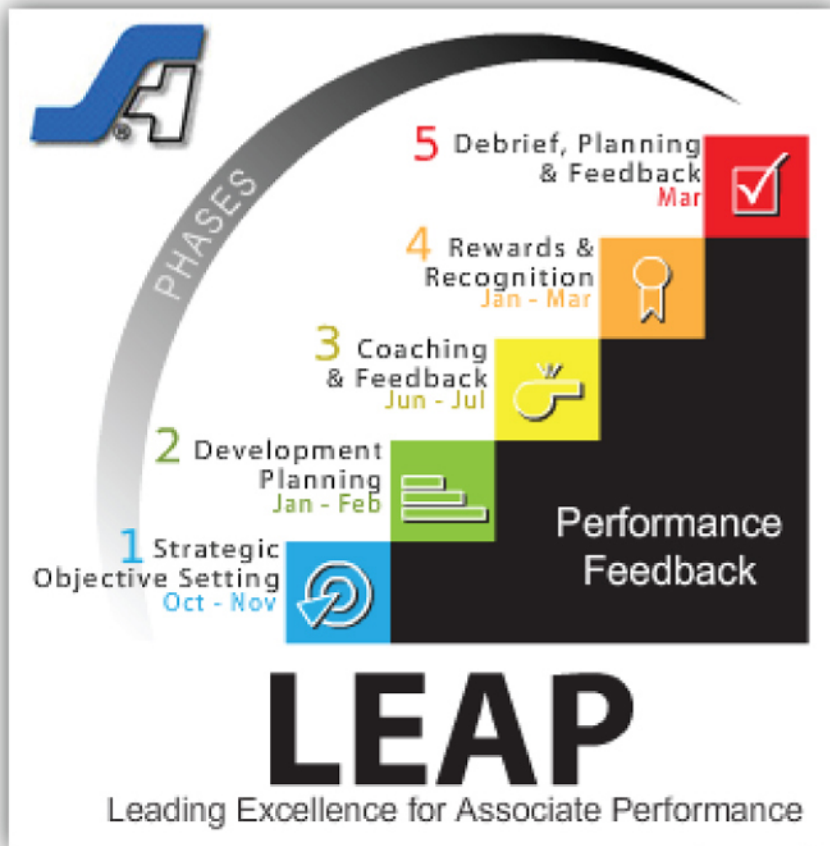 PHASES
5 Debrief, Planning
& Feedback
Mar
4 Rewards &
Recognition
Jan - Mar
3 Coaching
& Feedback
Jun - Jul
2 Development
Planning
Jan - Feb
1 Strategic
Objective Setting
Oct - Nov
Performance
Feedback
LEAP
Leading Excellence for Associate Performance
®